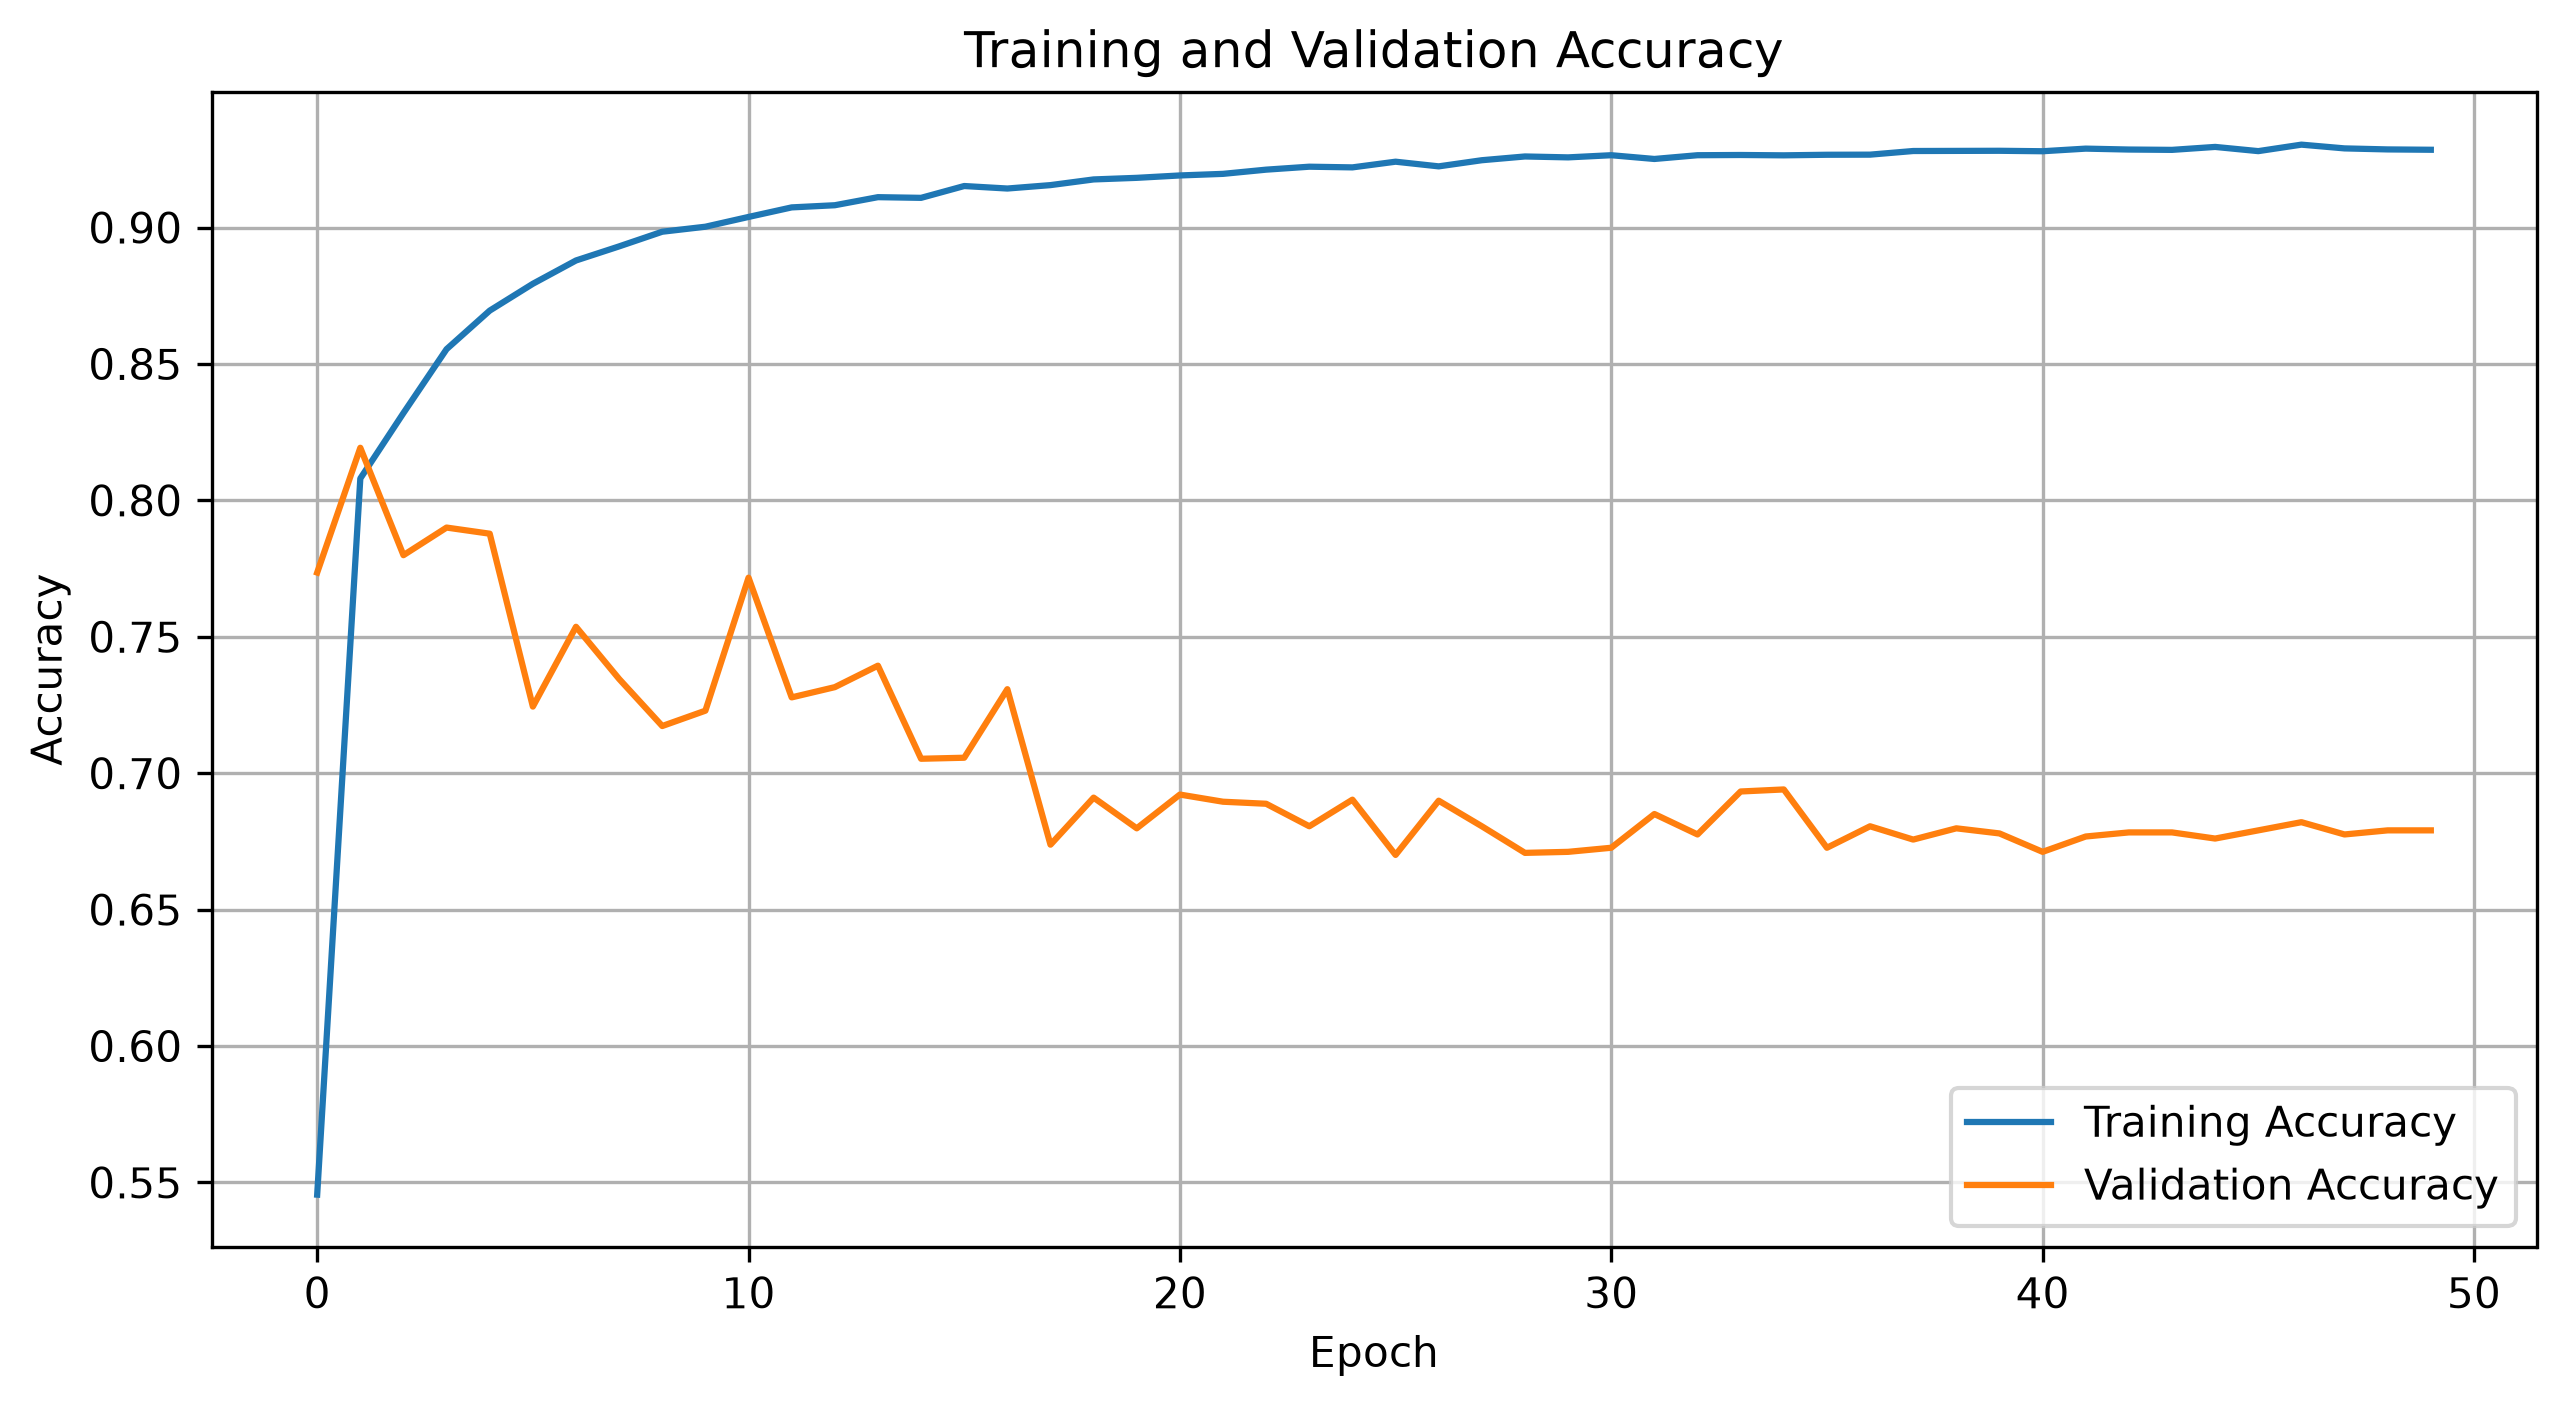 Training and Validation Accuracy
Accuracy
0.90
0.85
0.80
0.75
0.70
0.65
0.60
0.55
0 10 20 30 40 50
Epoch
Training Accuracy
Validation Accuracy